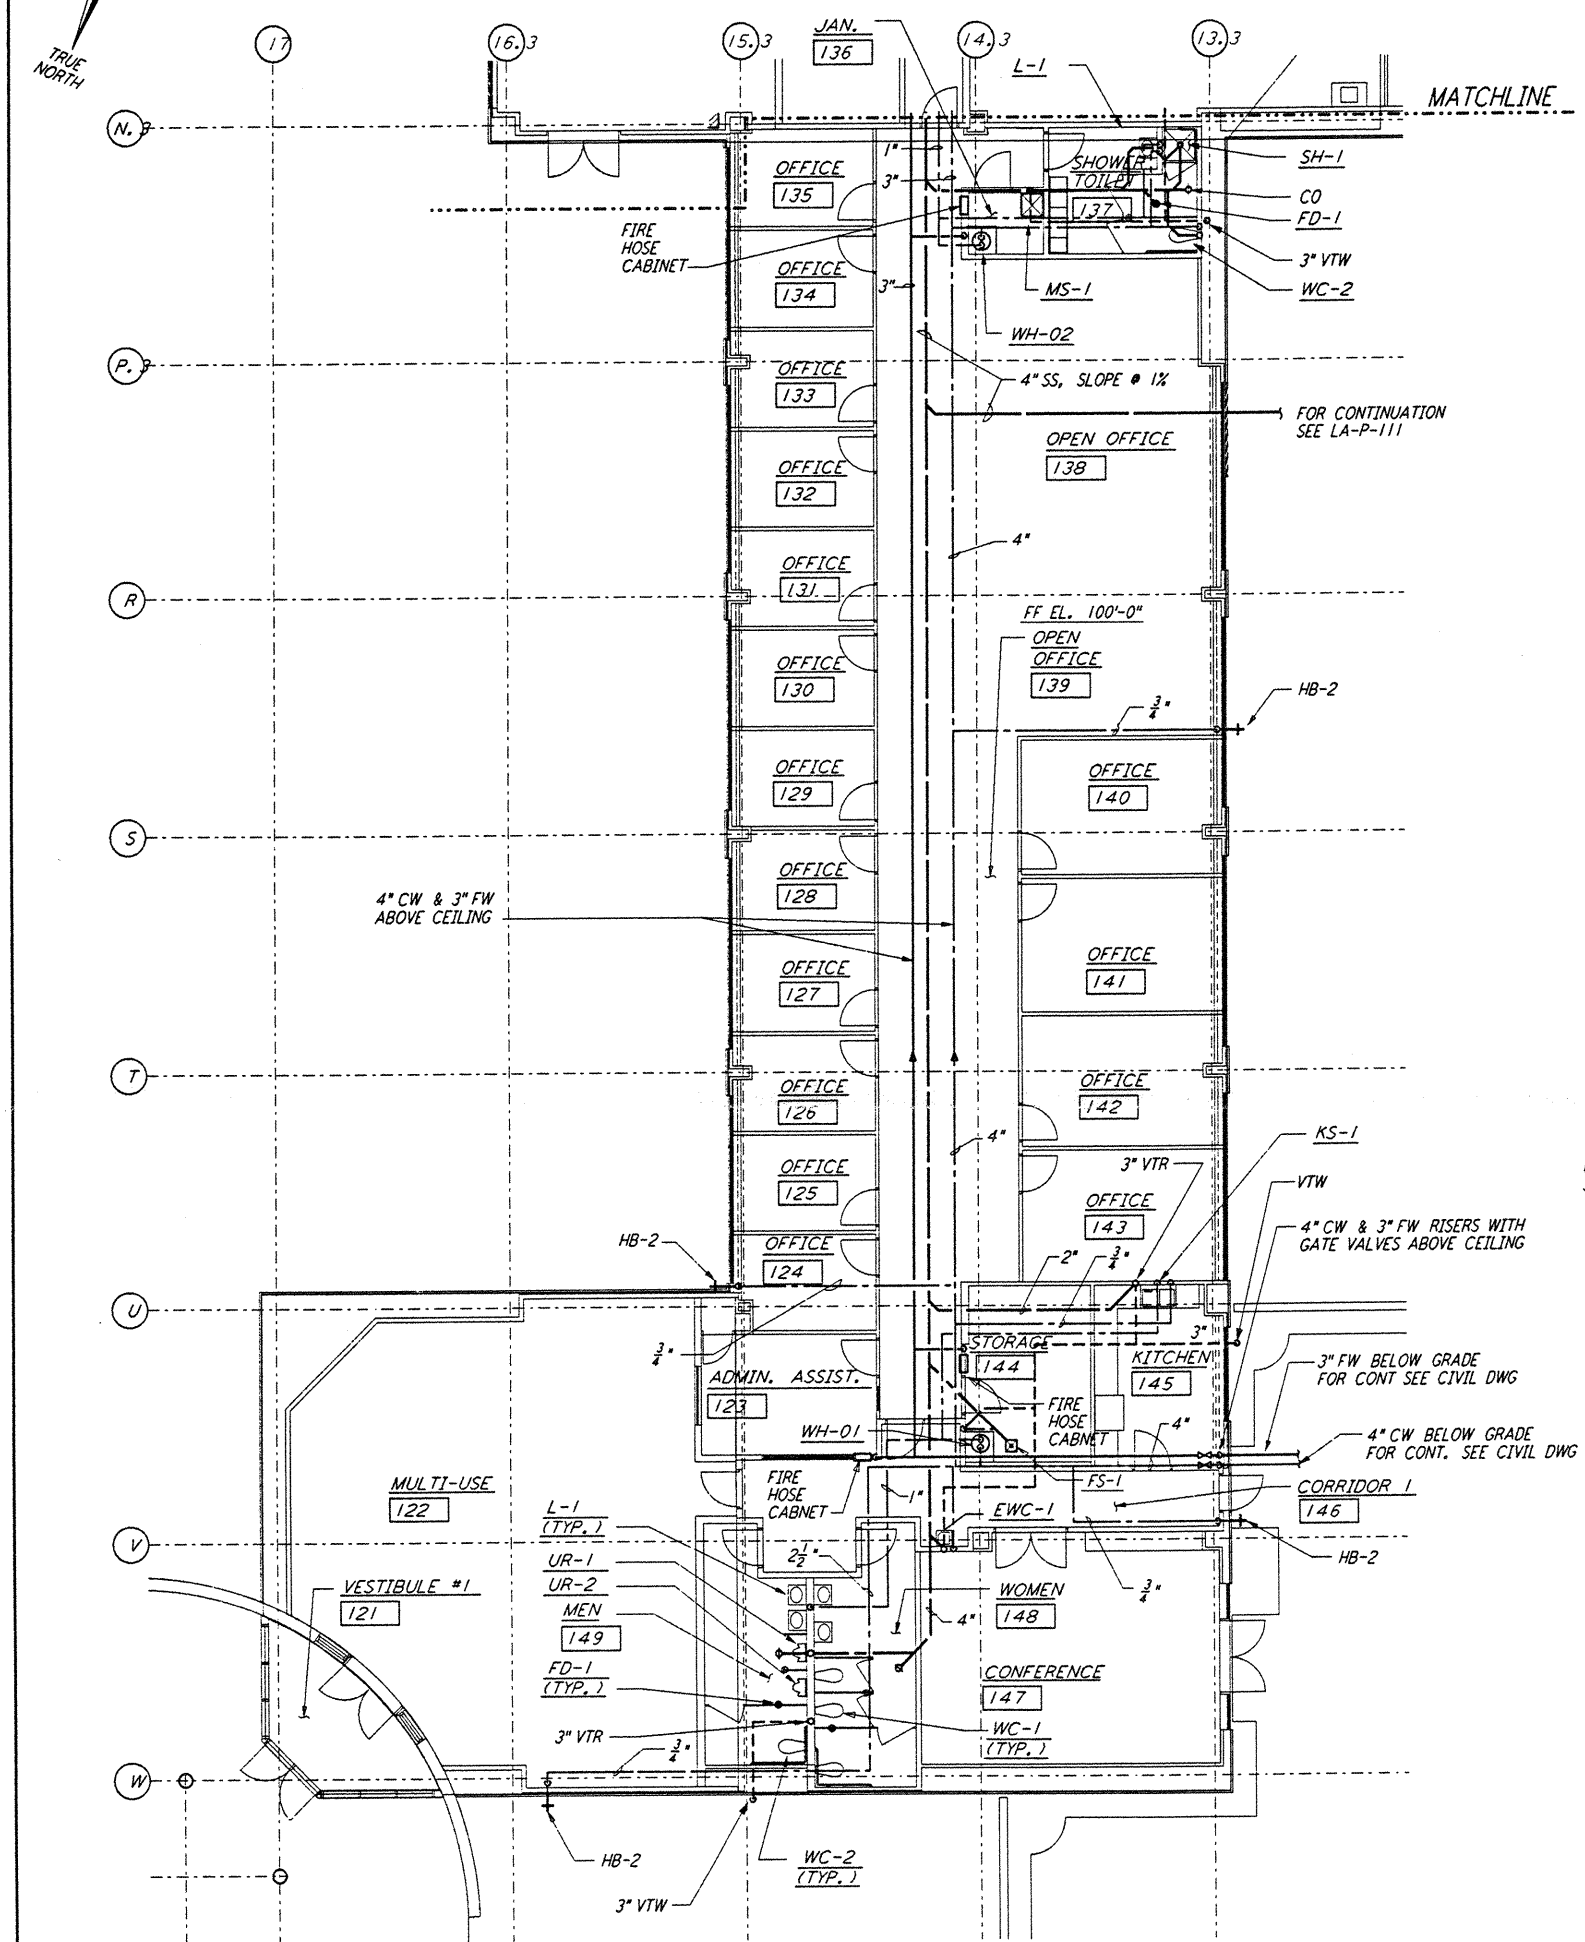 TRUE
NORTH
17
16.3
15.3
14.3
13.3
JAN.
136
L-1
MATCHLINE
N.3
1"
3"
SHOWER
TOILET
137
SH-1
CO
FD-1
3" VTW
WC-2
OFFICE
135
FIRE
HOSE
CABINET
OFFICE
134
3"
MS-1
WH-02
P.3
OFFICE
133
4" SS, SLOPE @ 1%
FOR CONTINUATION
SEE LA-P-111
OPEN OFFICE
138
OFFICE
132
4"
OFFICE
131
R
FF EL. 100'-0"
OPEN
OFFICE
139
OFFICE
130
HB-2
3/4"
OFFICE
129
OFFICE
140
S
OFFICE
128
4" CW & 3" FW
ABOVE CEILING
OFFICE
127
OFFICE
141
T
OFFICE
126
OFFICE
142
4"
KS-1
3" VTR
OFFICE
125
VTW
OFFICE
143
4" CW & 3" FW RISERS WITH
GATE VALVES ABOVE CEILING
HB-2
OFFICE
124
2"
3/4"
U
3/4"
STORAGE
144
3"
KITCHEN
145
3" FW BELOW GRADE
FOR CONT SEE CIVIL DWG
ADMIN. ASSIST.
123
FIRE
HOSE
CABNET
WH-01
4"
4" CW BELOW GRADE
FOR CONT. SEE CIVIL DWG
MULTI-USE
122
FIRE
HOSE
CABNET
FS-1
1"
EWC-1
CORRIDOR 1
146
L-1
(TYP.)
V
2 1/2"
HB-2
UR-1
UR-2
VESTIBULE #1
121
MEN
149
WOMEN
148
3/4"
4"
FD-1
(TYP.)
CONFERENCE
147
3" VTR
WC-1
(TYP.)
3/4"
W
HB-2
WC-2
(TYP.)
3" VTW